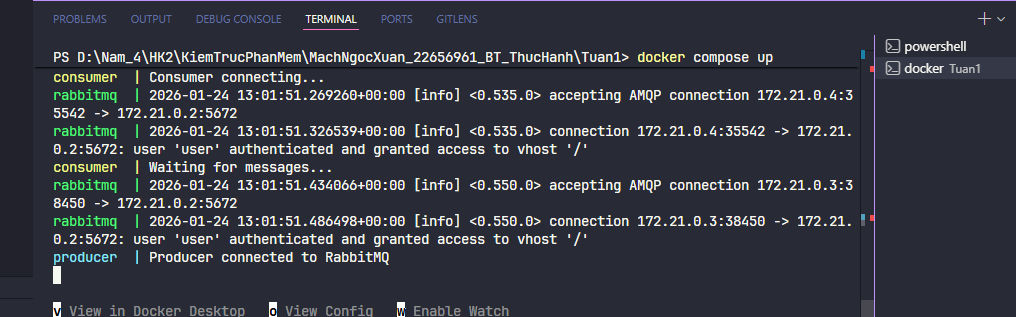 PROBLEMS OUTPUT DEBUG CONSOLE TERMINAL PORTS GITLENS
powershell
docker Tuan1
PS D:\Nam_4\HK2\KiemTrucPhanMem\MachNgocXuan_22656961_BT_ThucHanh\Tuan1> docker compose up
consumer | Consumer connecting...
rabbitmq | 2026-01-24 13:01:51.269260+00:00 [info] <0.535.0> accepting AMQP connection 172.21.0.4:3
5542 -> 172.21.0.2:5672
rabbitmq | 2026-01-24 13:01:51.326539+00:00 [info] <0.535.0> connection 172.21.0.4:35542 -> 172.21.
0.2:5672: user 'user' authenticated and granted access to vhost '/'
consumer | Waiting for messages...
rabbitmq | 2026-01-24 13:01:51.434066+00:00 [info] <0.550.0> accepting AMQP connection 172.21.0.3:3
8450 -> 172.21.0.2:5672
rabbitmq | 2026-01-24 13:01:51.486498+00:00 [info] <0.550.0> connection 172.21.0.3:38450 -> 172.21.
0.2:5672: user 'user' authenticated and granted access to vhost '/'
producer | Producer connected to RabbitMQ
v View in Docker Desktop o View Config w Enable Watch